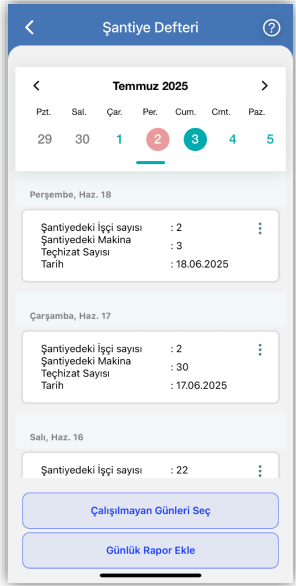 Şantiye Defteri
Temmuz 2025
Pzt. Sal. Çar. Per. Cum. Cmt. Paz.
29 30 1 2 3 4 5
Perşembe, Haz. 18
Şantiyedeki İşçi sayısı : 2
Şantiyedeki Makina
Teçhizat Sayısı : 3
Tarih : 18.06.2025
Çarşamba, Haz. 17
Şantiyedeki İşçi sayısı : 2
Şantiyedeki Makina
Teçhizat Sayısı : 30
Tarih : 17.06.2025
Salı, Haz. 16
Şantiyedeki İşçi sayısı : 22
Çalışılmayan Günleri Seç
Günlük Rapor Ekle